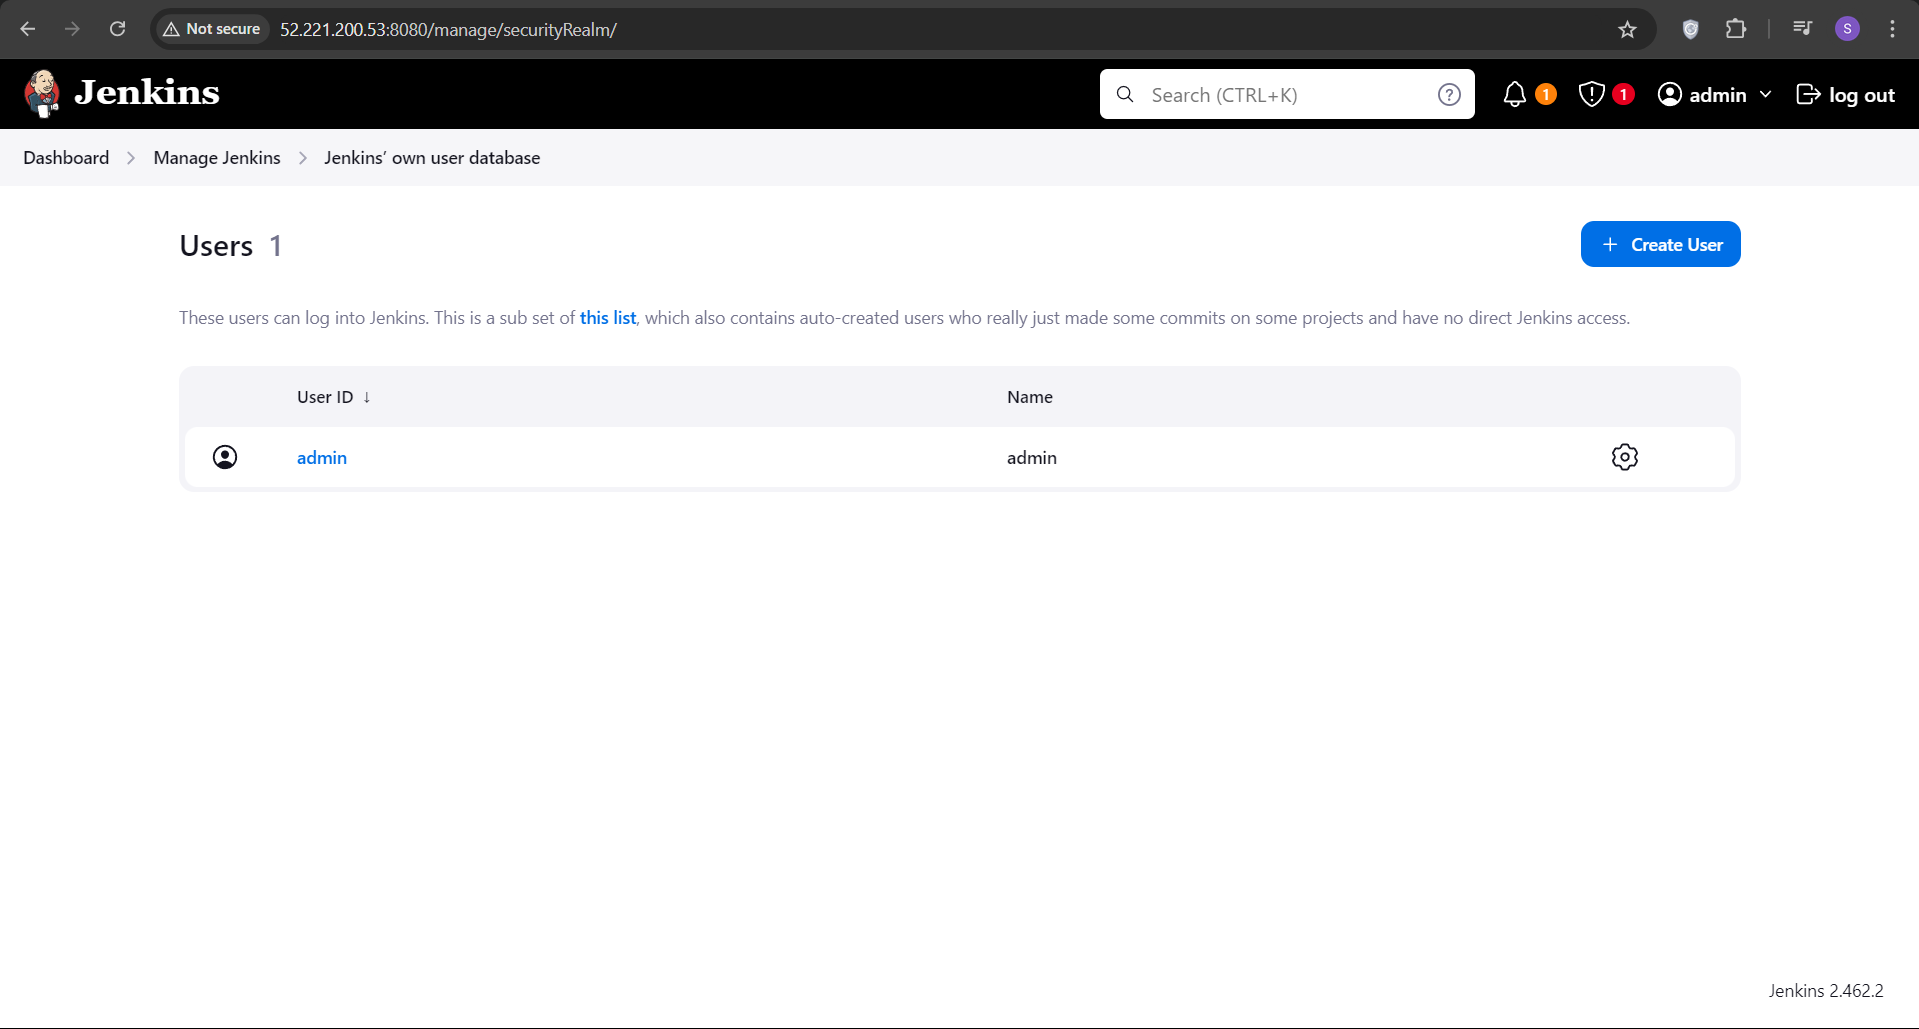 Not secure 52.221.200.53:8080/manage/securityRealm/ S
Jenkins Search (CTRL+K) ? 1 1 admin log out
Dashboard Manage Jenkins Jenkins’ own user database
Users 1 + Create User
These users can log into Jenkins. This is a sub set of this list, which also contains auto-created users who really just made some commits on some projects and have no direct Jenkins access.
User ID ↓ Name
admin admin
Jenkins 2.462.2